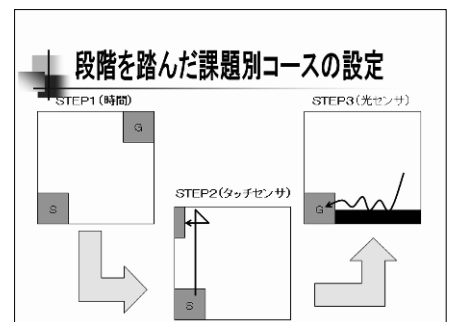 段階を踏んだ課題別コースの設定
STEP1(時間)
G
S
STEP2(タッチセンサ)
S
STEP3(光センサ)
G